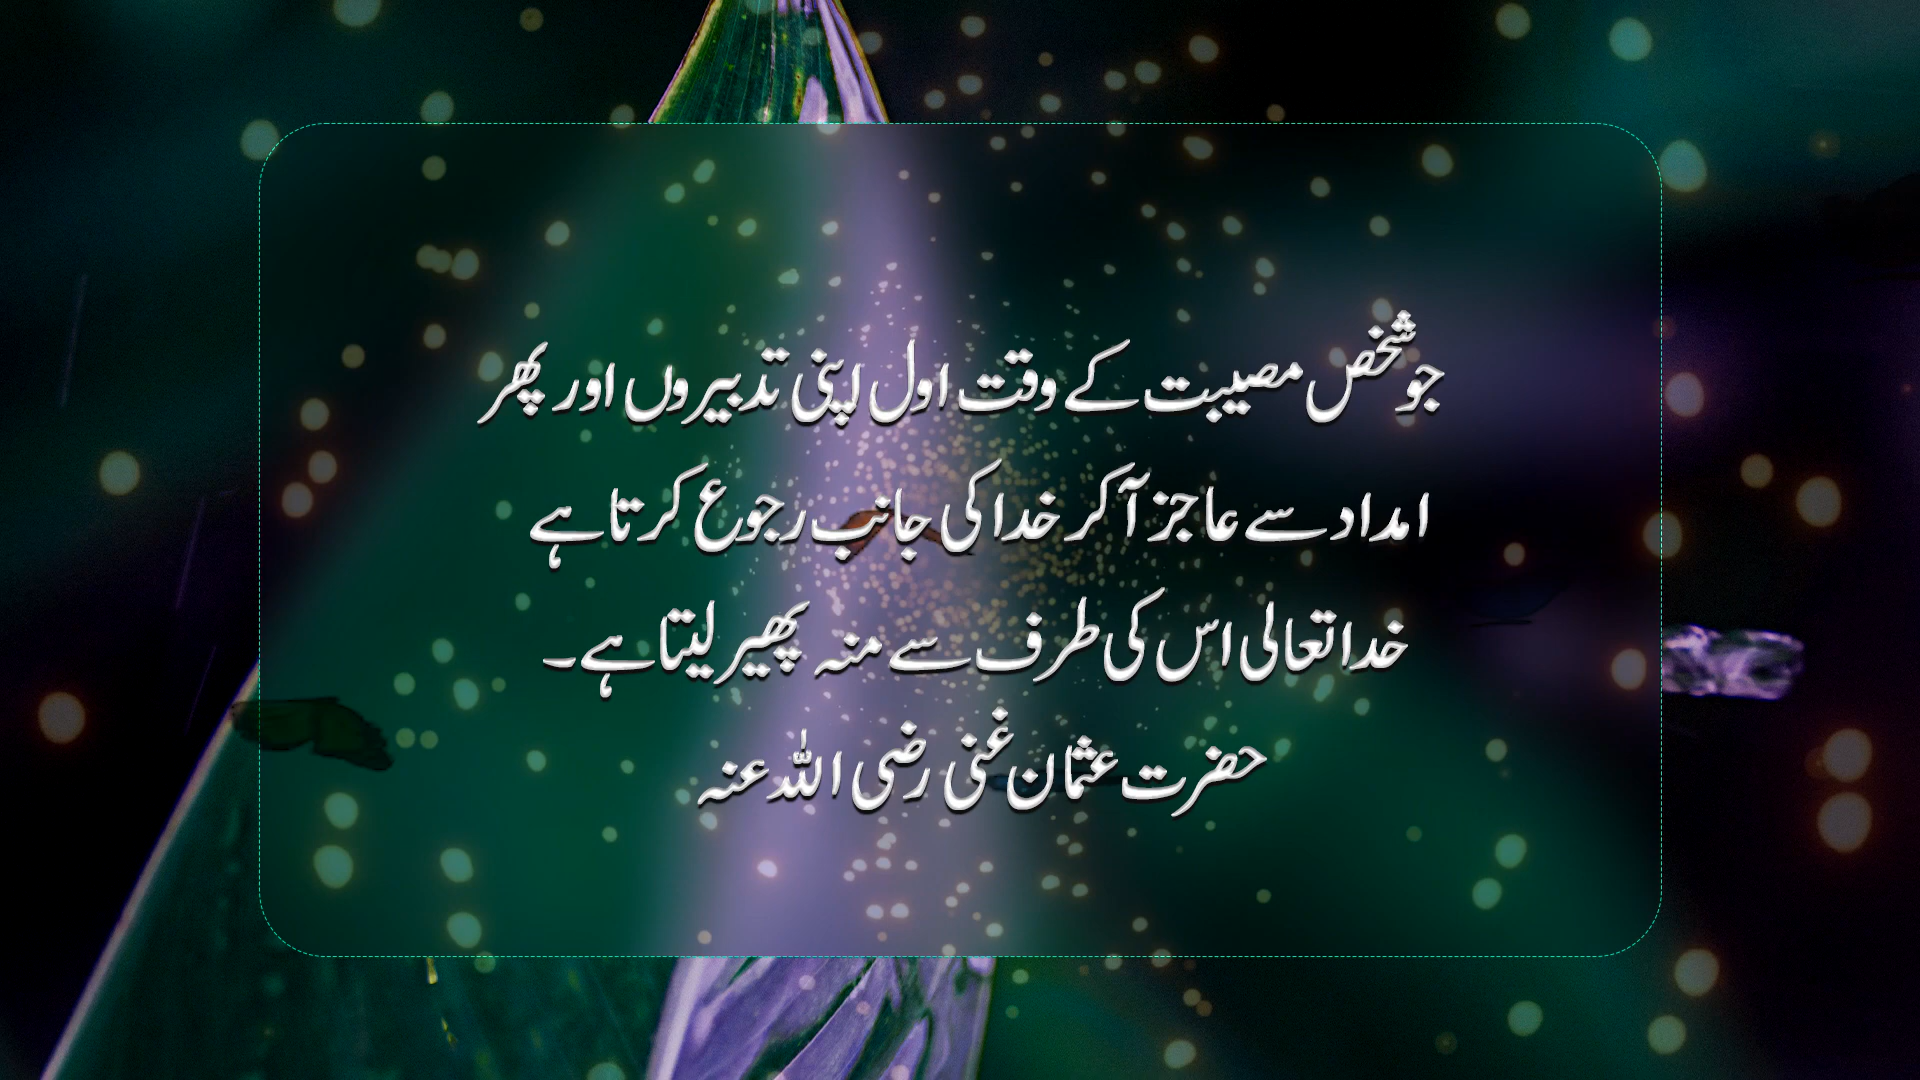 جو شخص مصیبت کے وقت اول اپنی تدبیروں اور پھر
امداد سے عاجز آکر خدا کی جانب رجوع کرتا ہے
خدا تعالی اس کی طرف سے منہ پھیر لیتا ہے۔
حضرت عثمان غنی رضی اللہ عنہ